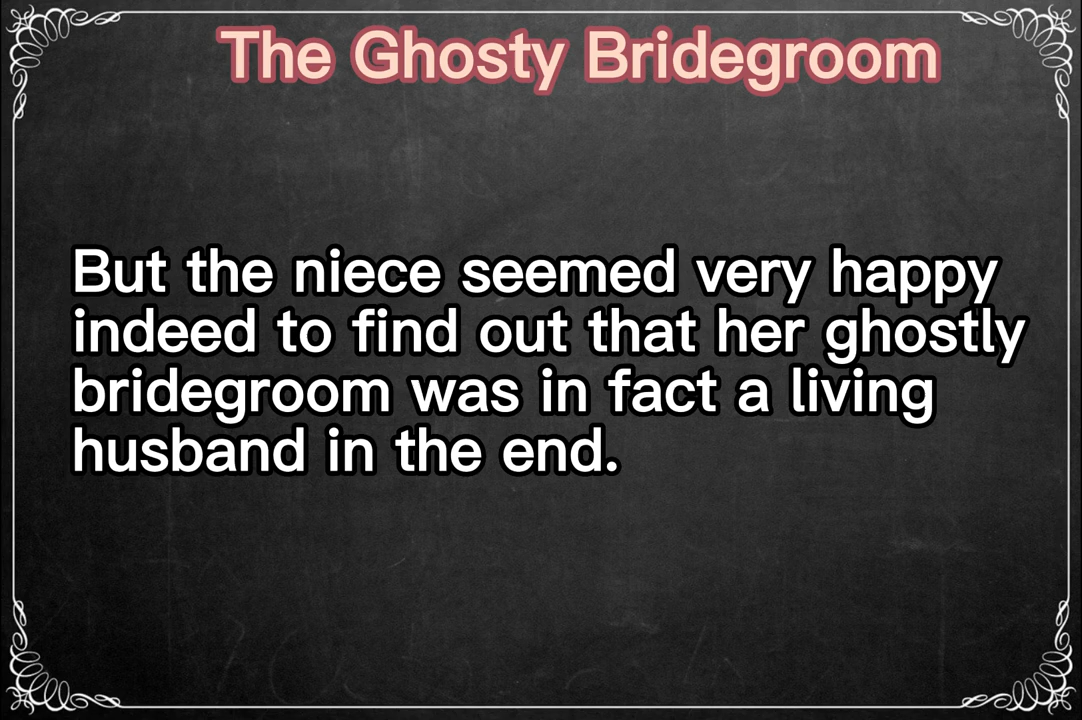 The Ghosty Bridegroom
But the niece seemed very happy
indeed to find out that her ghostly
bridegroom was in fact a living
husband in the end.